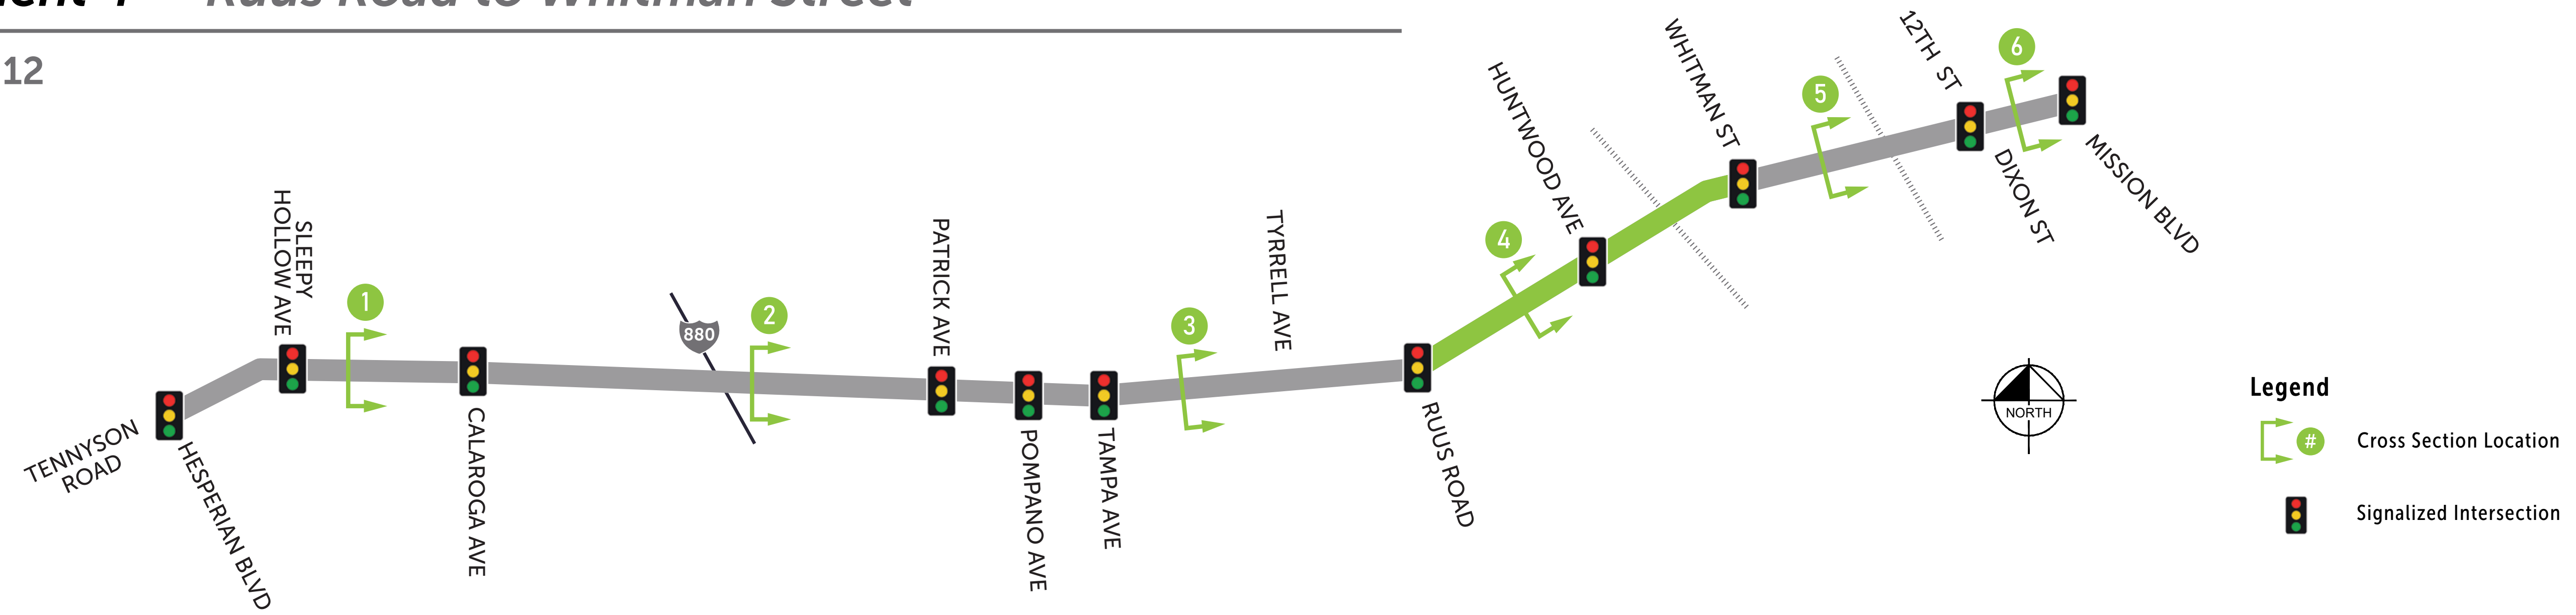 Ruus Road to Whitman Street
12
TENNYSON
ROAD
HESPERIAN BLVD
SLEEPY
HOLLOW AVE
1
CALAROGA AVE
880
2
PATRICK AVE
POMPANO AVE
TAMPA AVE
3
TYRRELL AVE
RUUS ROAD
4
HUNTWOOD AVE
WHITMAN ST
5
12TH ST
DIXON ST
6
MISSION BLVD
NORTH
Legend
# Cross Section Location
Signalized Intersection